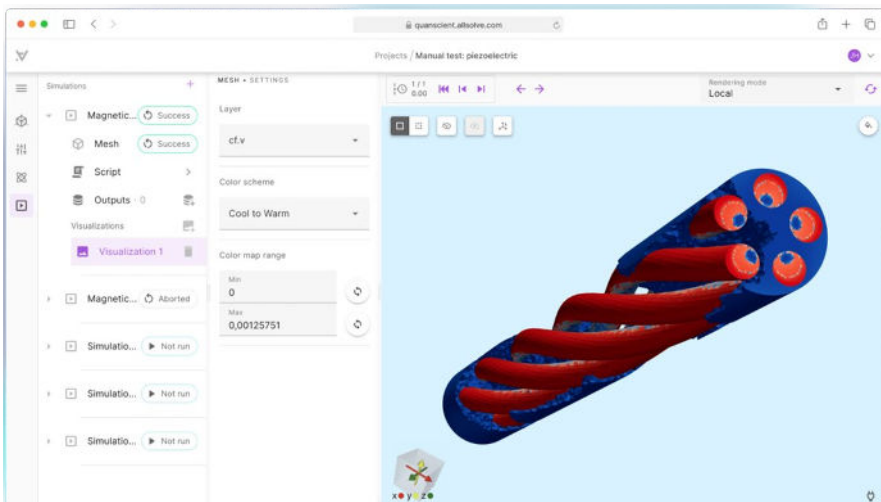 quanscient.allsolve.com
Projects / Manual test: piezoelectric
JH
Simulations
+
Magnetic... Success
Mesh Success
Script
Outputs · 0
Visualizations
Visualization 1
Magnetic... Aborted
Simulatio... Not run
Simulatio... Not run
Simulatio... Not run
MESH • SETTINGS
Layer
cf.v
Color scheme
Cool to Warm
Color map range
Min
0
Max
0,00125751
1 / 1
0.00
Rendering mode
Local
x y z